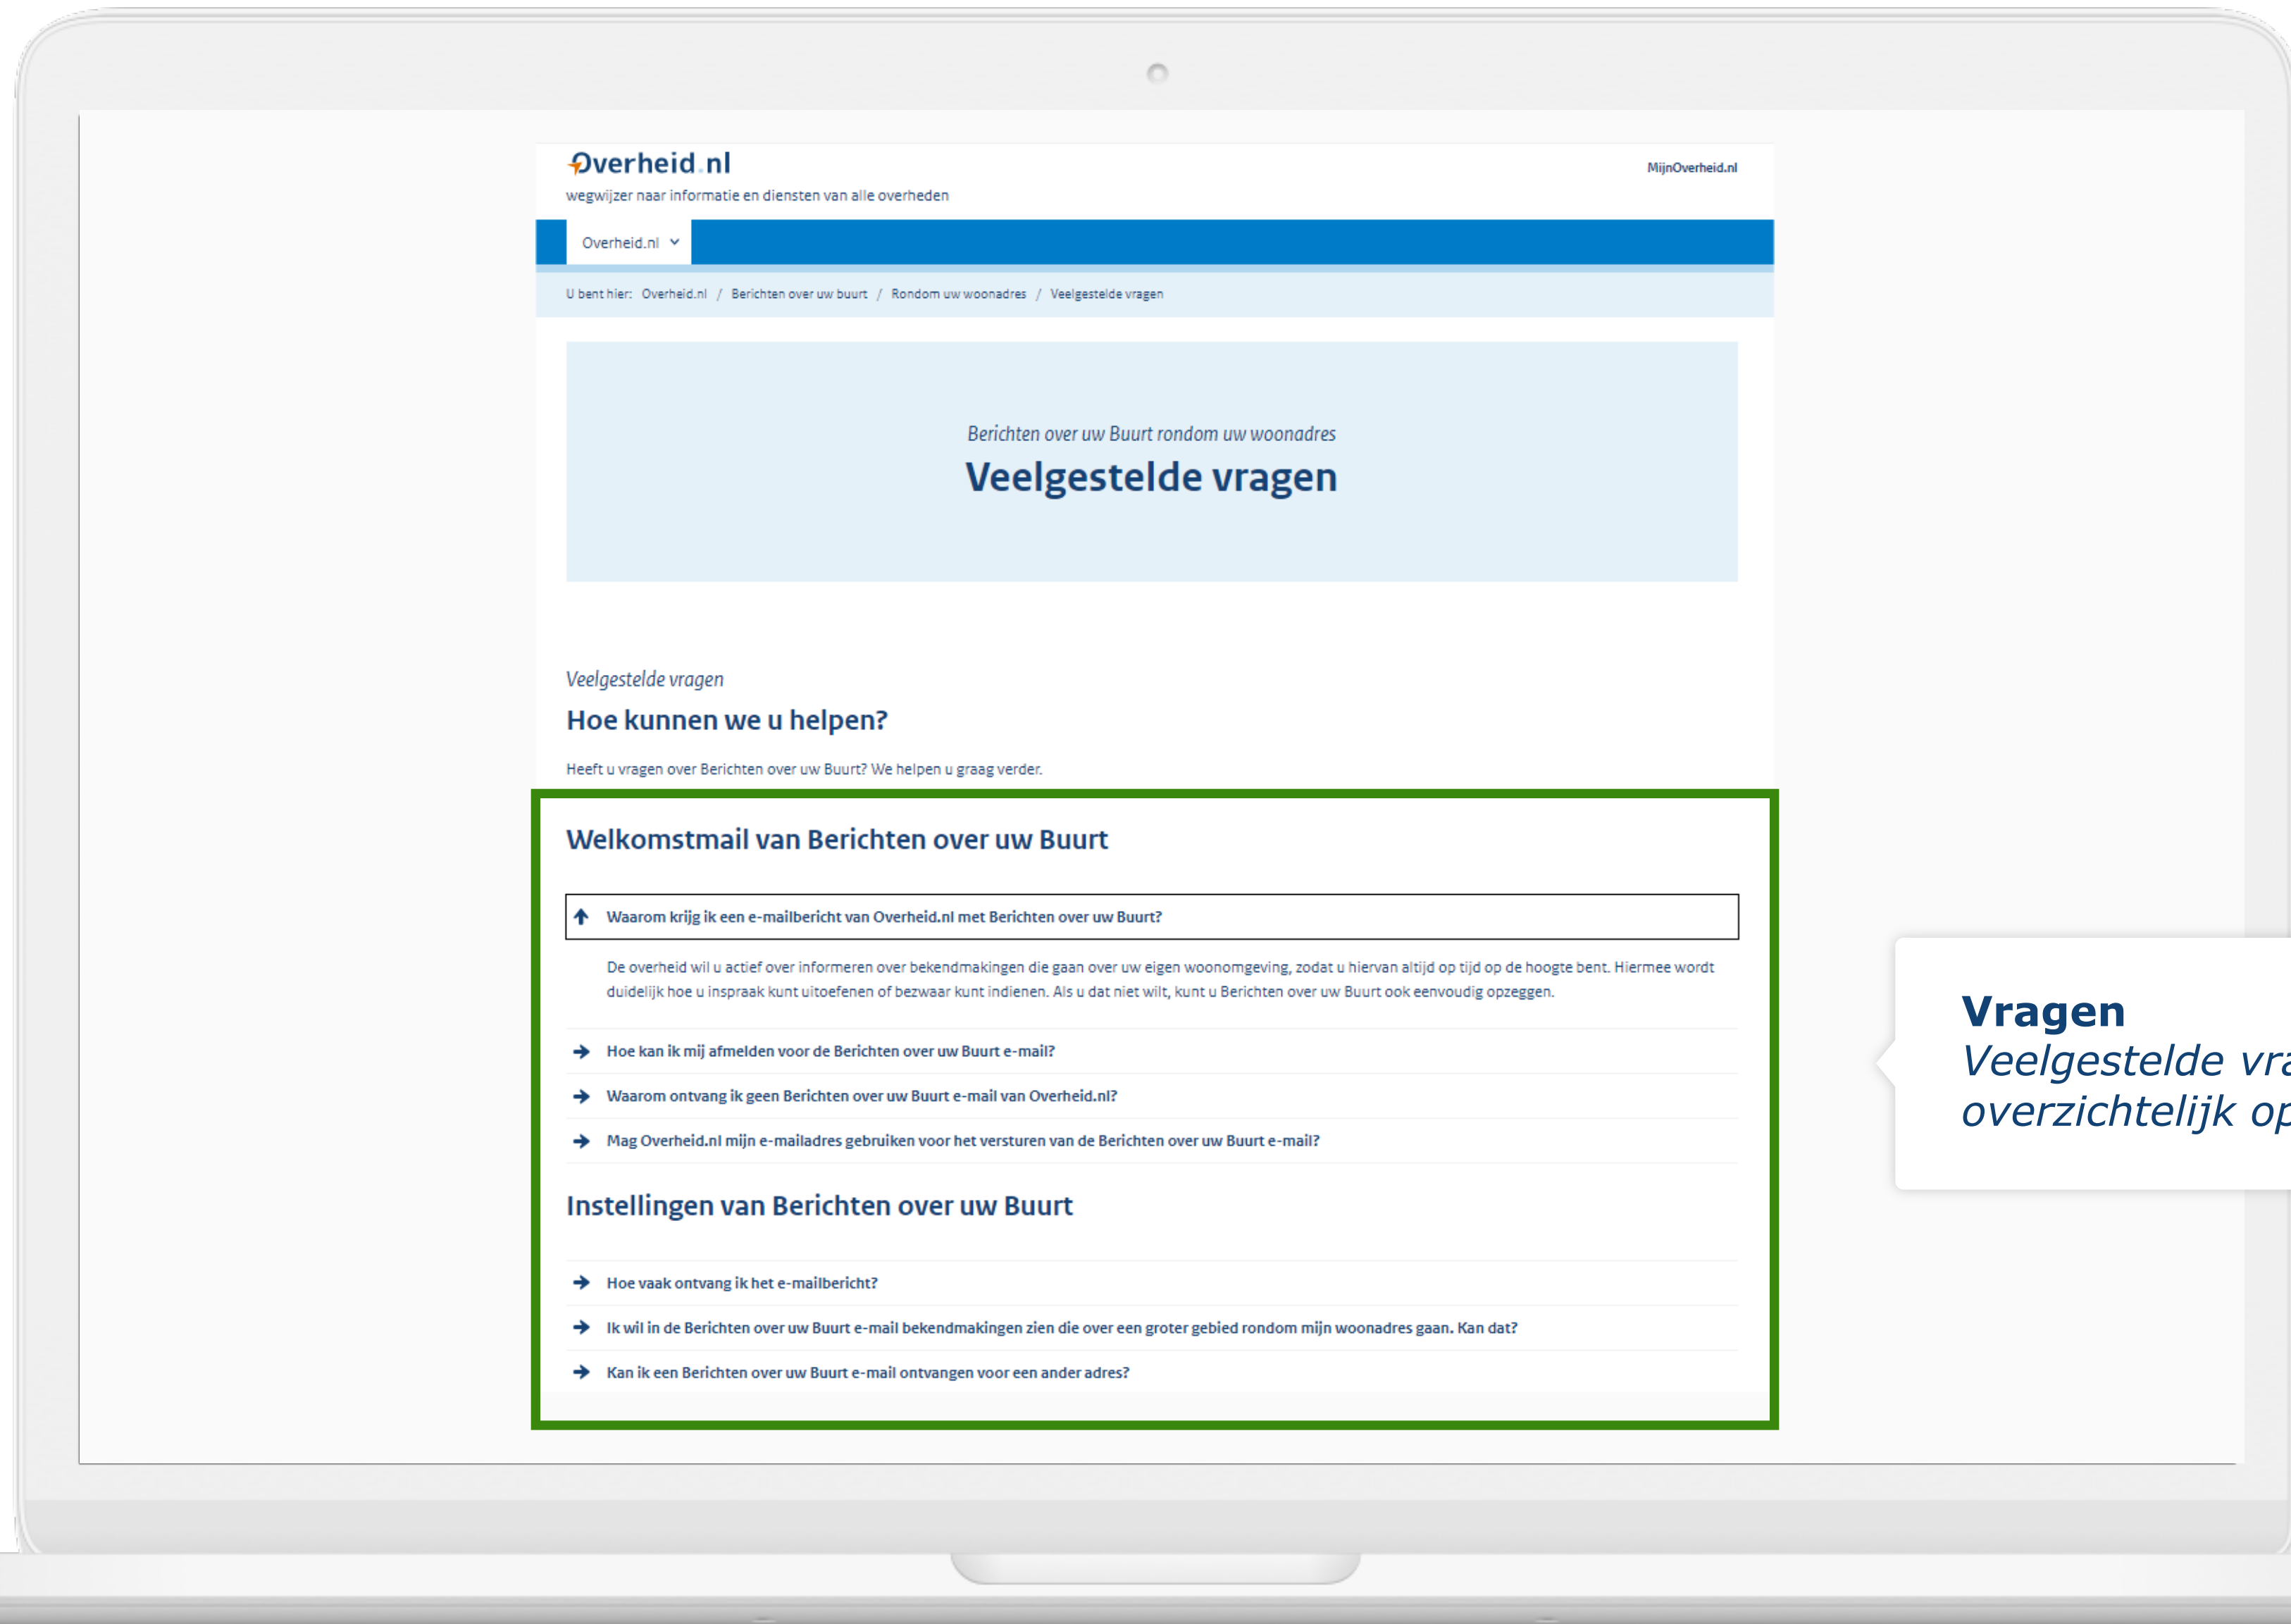 Overheid.nl
MijnOverheid.nl
wegwijzer naar informatie en diensten van alle overheden
Overheid.nl
U bent hier: Overheid.nl / Berichten over uw buurt / Rondom uw woonadres / Veelgestelde vragen
Berichten over uw Buurt rondom uw woonadres
Veelgestelde vragen
Veelgestelde vragen
Hoe kunnen we u helpen?
Heeft u vragen over Berichten over uw Buurt? We helpen u graag verder.
Welkomstmail van Berichten over uw Buurt
Waarom krijg ik een e-mailbericht van Overheid.nl met Berichten over uw Buurt?
De overheid wil u actief over informeren over bekendmakingen die gaan over uw eigen woonomgeving, zodat u hiervan altijd op tijd op de hoogte bent. Hiermee wordt
duidelijk hoe u inspraak kunt uitoefenen of bezwaar kunt indienen. Als u dat niet wilt, kunt u Berichten over uw Buurt ook eenvoudig opzeggen.
Hoe kan ik mij afmelden voor de Berichten over uw Buurt e-mail?
Waarom ontvang ik geen Berichten over uw Buurt e-mail van Overheid.nl?
Mag Overheid.nl mijn e-mailadres gebruiken voor het versturen van de Berichten over uw Buurt e-mail?
Instellingen van Berichten over uw Buurt
Hoe vaak ontvang ik het e-mailbericht?
Ik wil in de Berichten over uw Buurt e-mail bekendmakingen zien die over een groter gebied rondom mijn woonadres gaan. Kan dat?
Kan ik een Berichten over uw Buurt e-mail ontvangen voor een ander adres?
Vragen
Veelgestelde
overzichtelijk